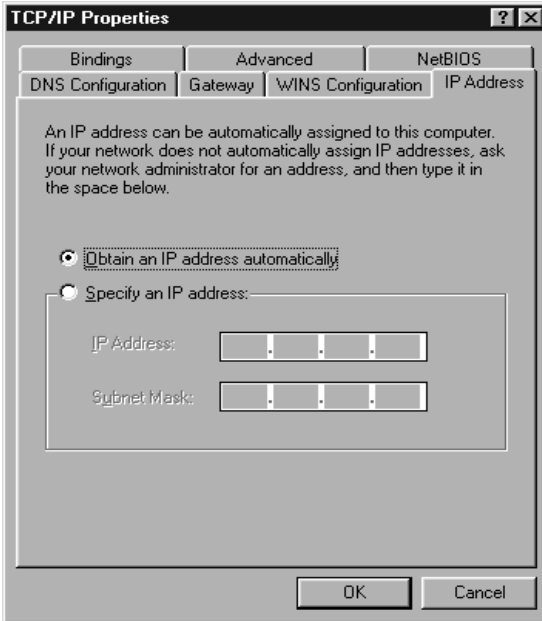 TCP/IP Properties
Bindings Advanced NetBIOS
DNS Configuration Gateway WINS Configuration IP Address
An IP address can be automatically assigned to this computer.
If your network does not automatically assign IP addresses, ask
your network administrator for an address, and then type it in
the space below.
Obtain an IP address automatically
Specify an IP address:
IP Address:
Subnet Mask:
OK Cancel